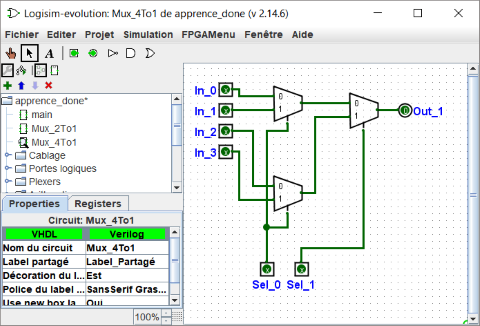 Logisim-evolution: Mux_4To1 de apprence_done (v 2.14.6)
Fichier Editer Projet Simulation FPGAMenu Fenêtre Aide
A
apprence_done*
main
Mux_2To1
Mux_4To1
Cablage
Portes logiques
Plexers
Properties Registers
Circuit: Mux_4To1
VHDL Verilog
Nom du circuit Mux_4To1
Label partagé Label_Partagé
Décoration du l... Est
Police du label ... SansSerif Gras...
Use new box la Oui
100%
In_0
In_1
In_2
In_3
0
1
0
1
0
1
Out_1
Sel_0 Sel_1